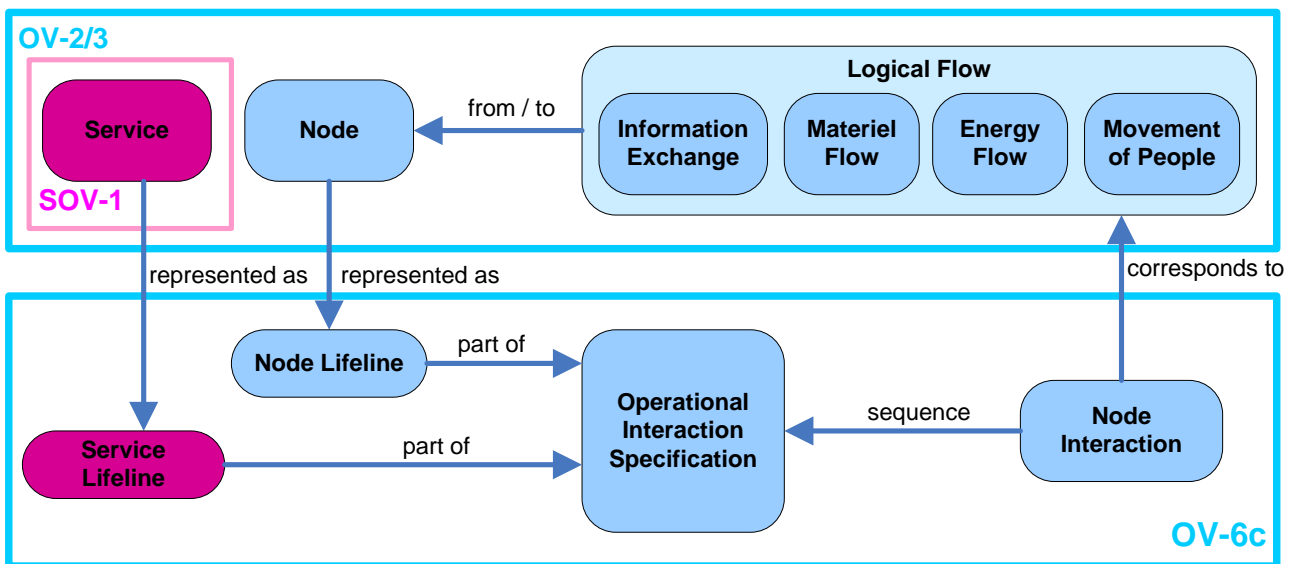 OV-2/3
Logical Flow
Service
Node
from / to
Information
Exchange
Materiel
Flow
Energy
Flow
Movement
of People
SOV-1
represented as
represented as
corresponds to
Node Lifeline
part of
Operational
Interaction
Specification
sequence
Node
Interaction
Service
Lifeline
part of
OV-6c